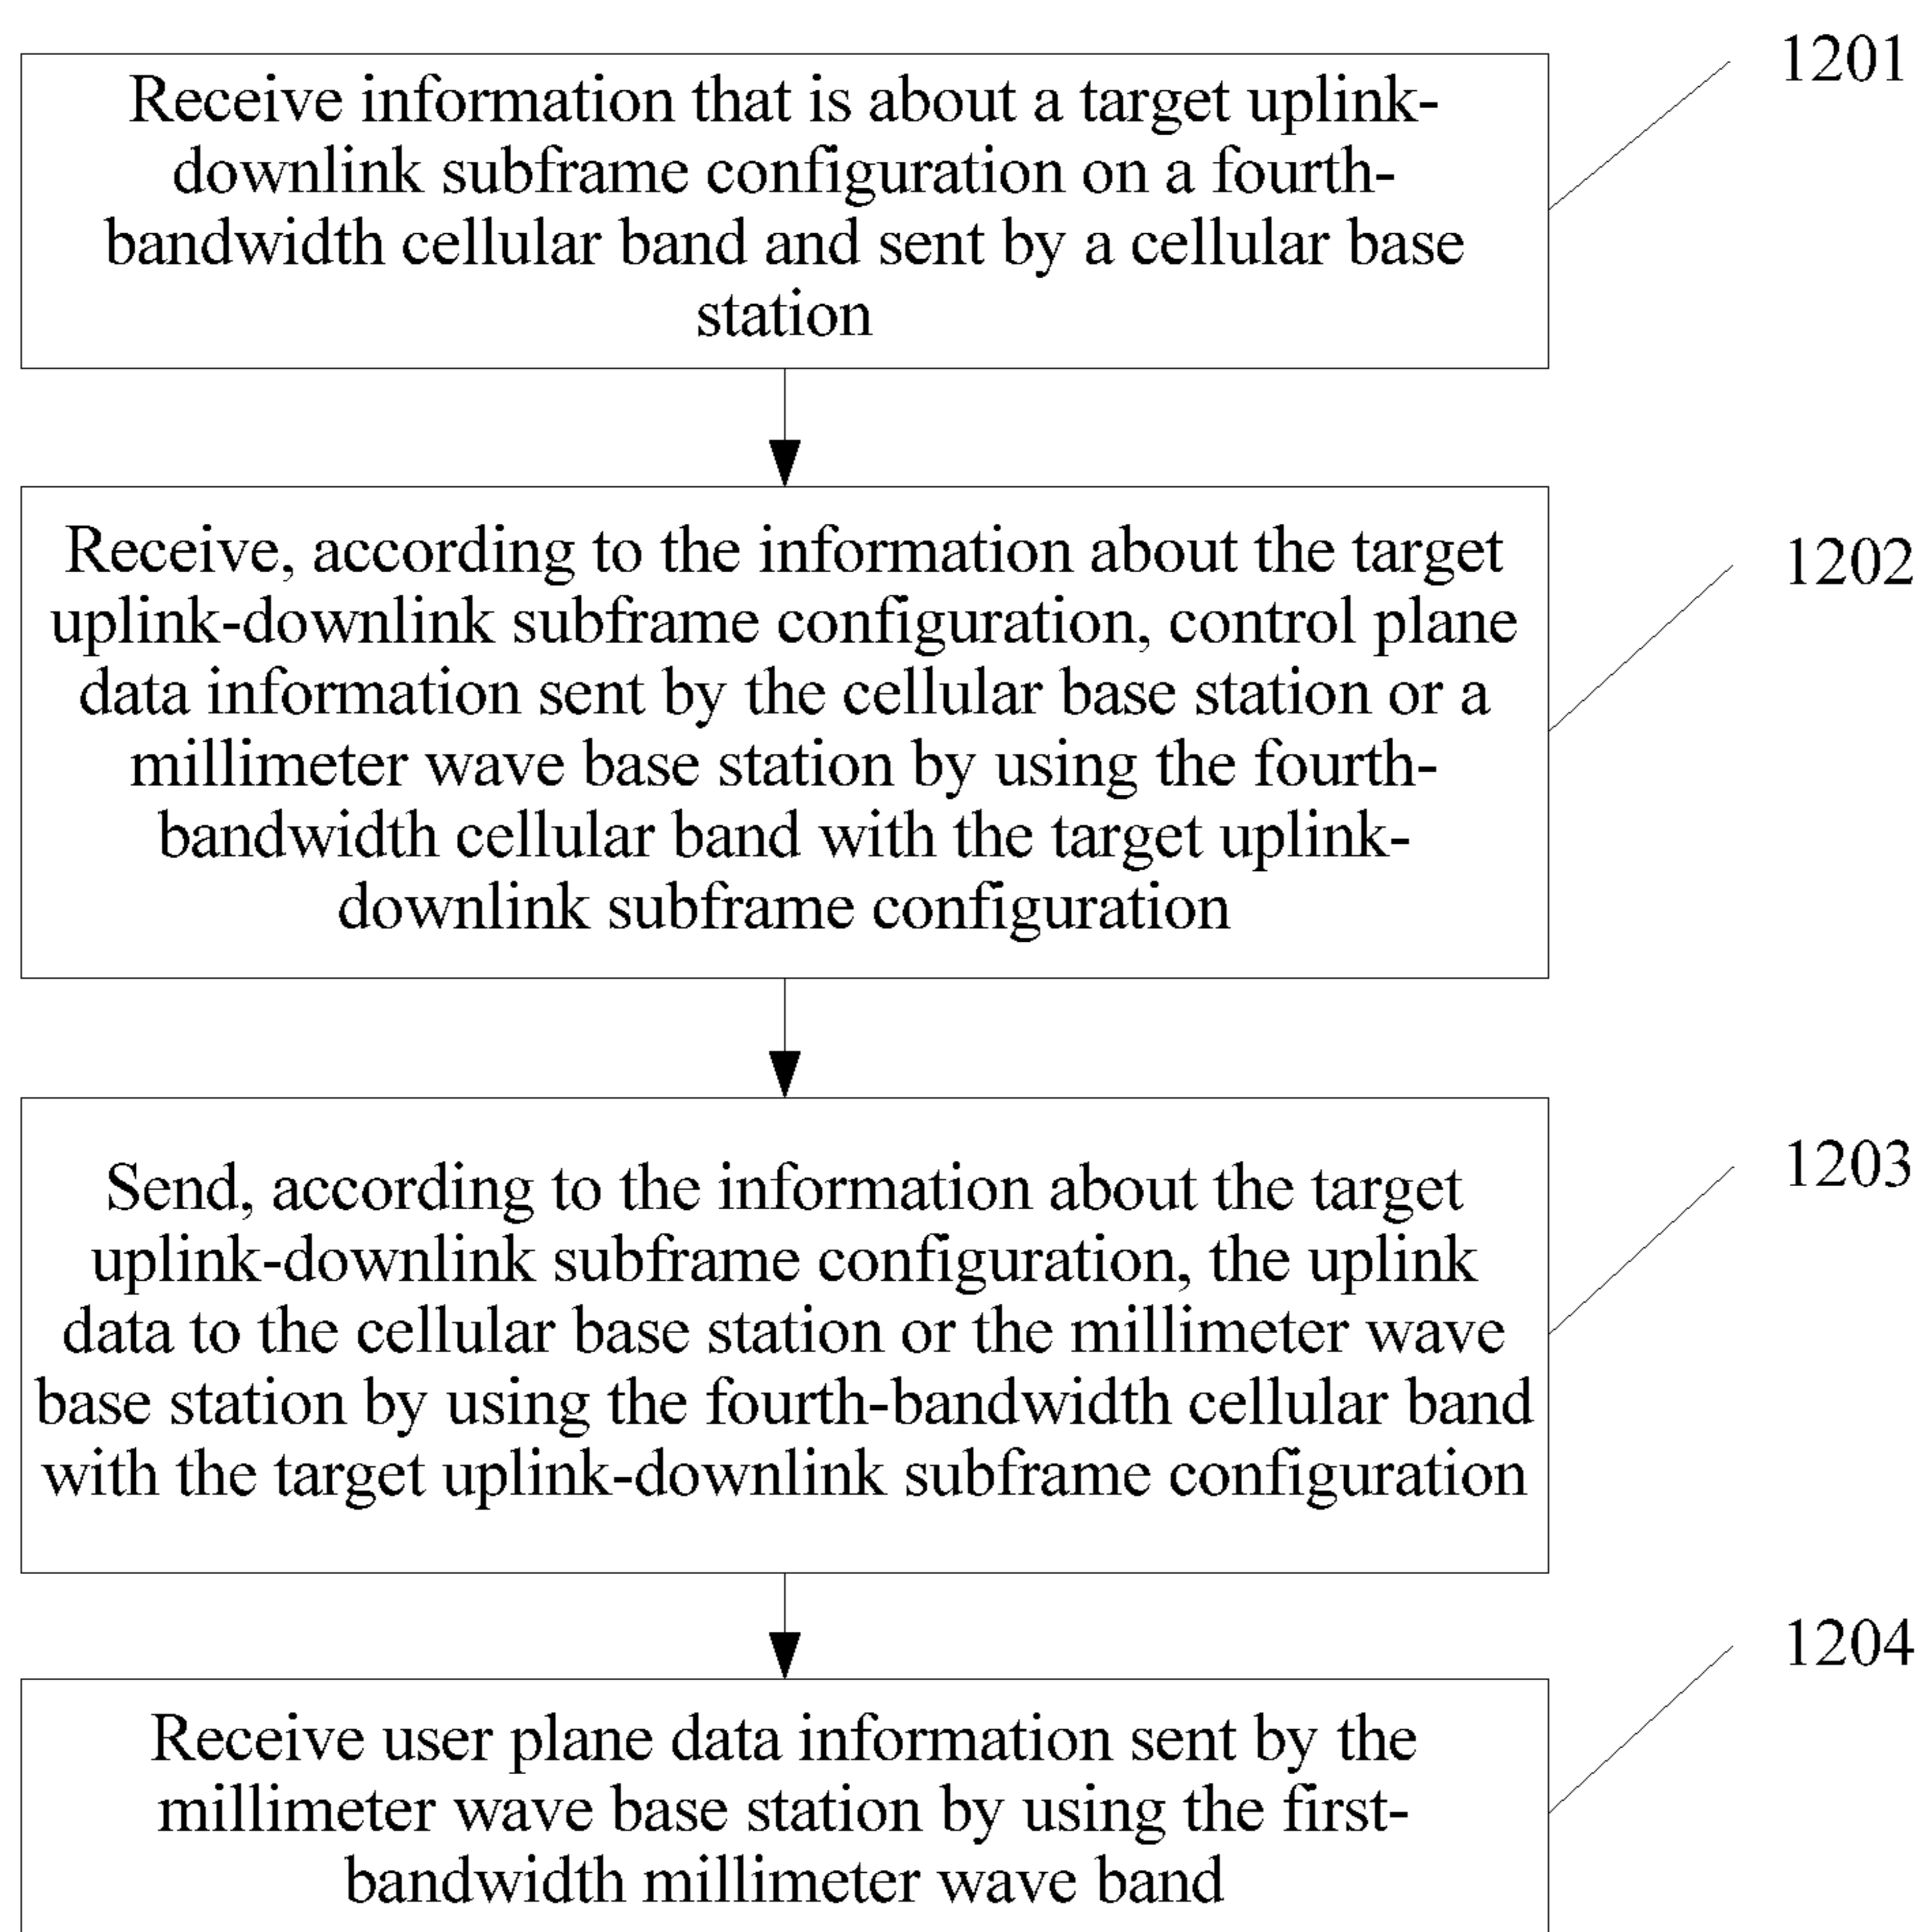 1201
Receive information that is about a target uplink-
downlink subframe configuration on a fourth-
bandwidth cellular band and sent by a cellular base
station
1202
Receive, according to the information about the target
uplink-downlink subframe configuration, control plane
data information sent by the cellular base station or a
millimeter wave base station by using the fourth-
bandwidth cellular band with the target uplink-
downlink subframe configuration
1203
Send, according to the information about the target
uplink-downlink subframe configuration, the uplink
data to the cellular base station or the millimeter wave
base station by using the fourth-bandwidth cellular band
with the target uplink-downlink subframe configuration
1204
Receive user plane data information sent by the
millimeter wave base station by using the first-
bandwidth millimeter wave band